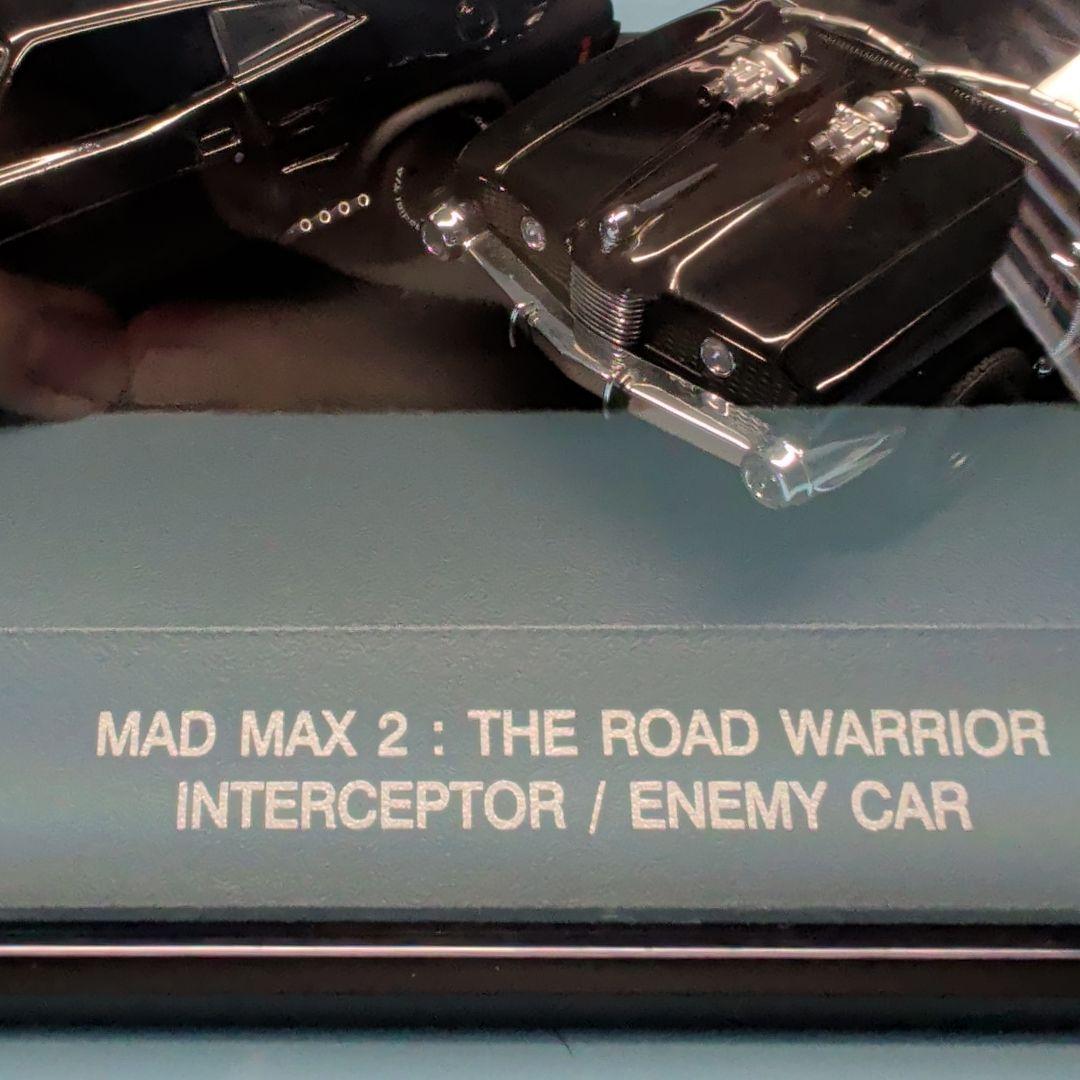 MAD MAX 2 : THE ROAD WARRIOR
INTERCEPTOR / ENEMY CAR